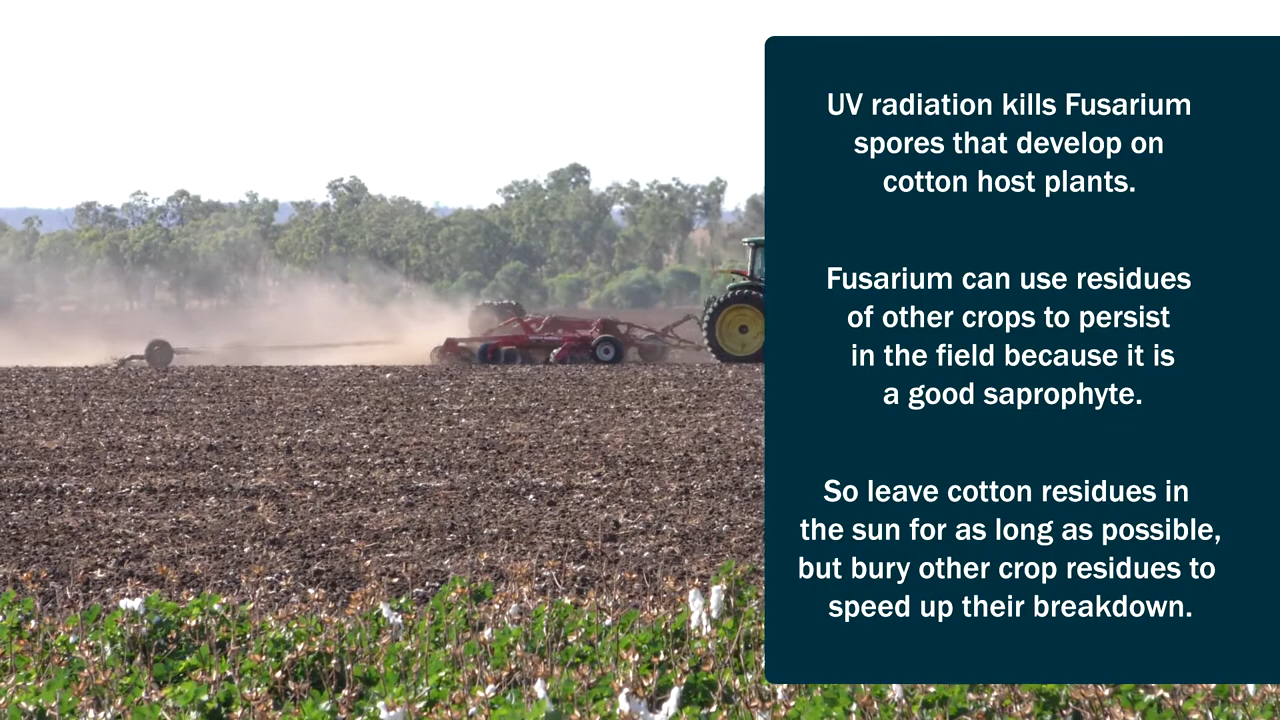 UV radiation kills Fusarium
spores that develop on
cotton host plants.
Fusarium can use residues
of other crops to persist
in the field because it is
a good saprophyte.
So leave cotton residues in
the sun for as long as possible,
but bury other crop residues to
speed up their breakdown.